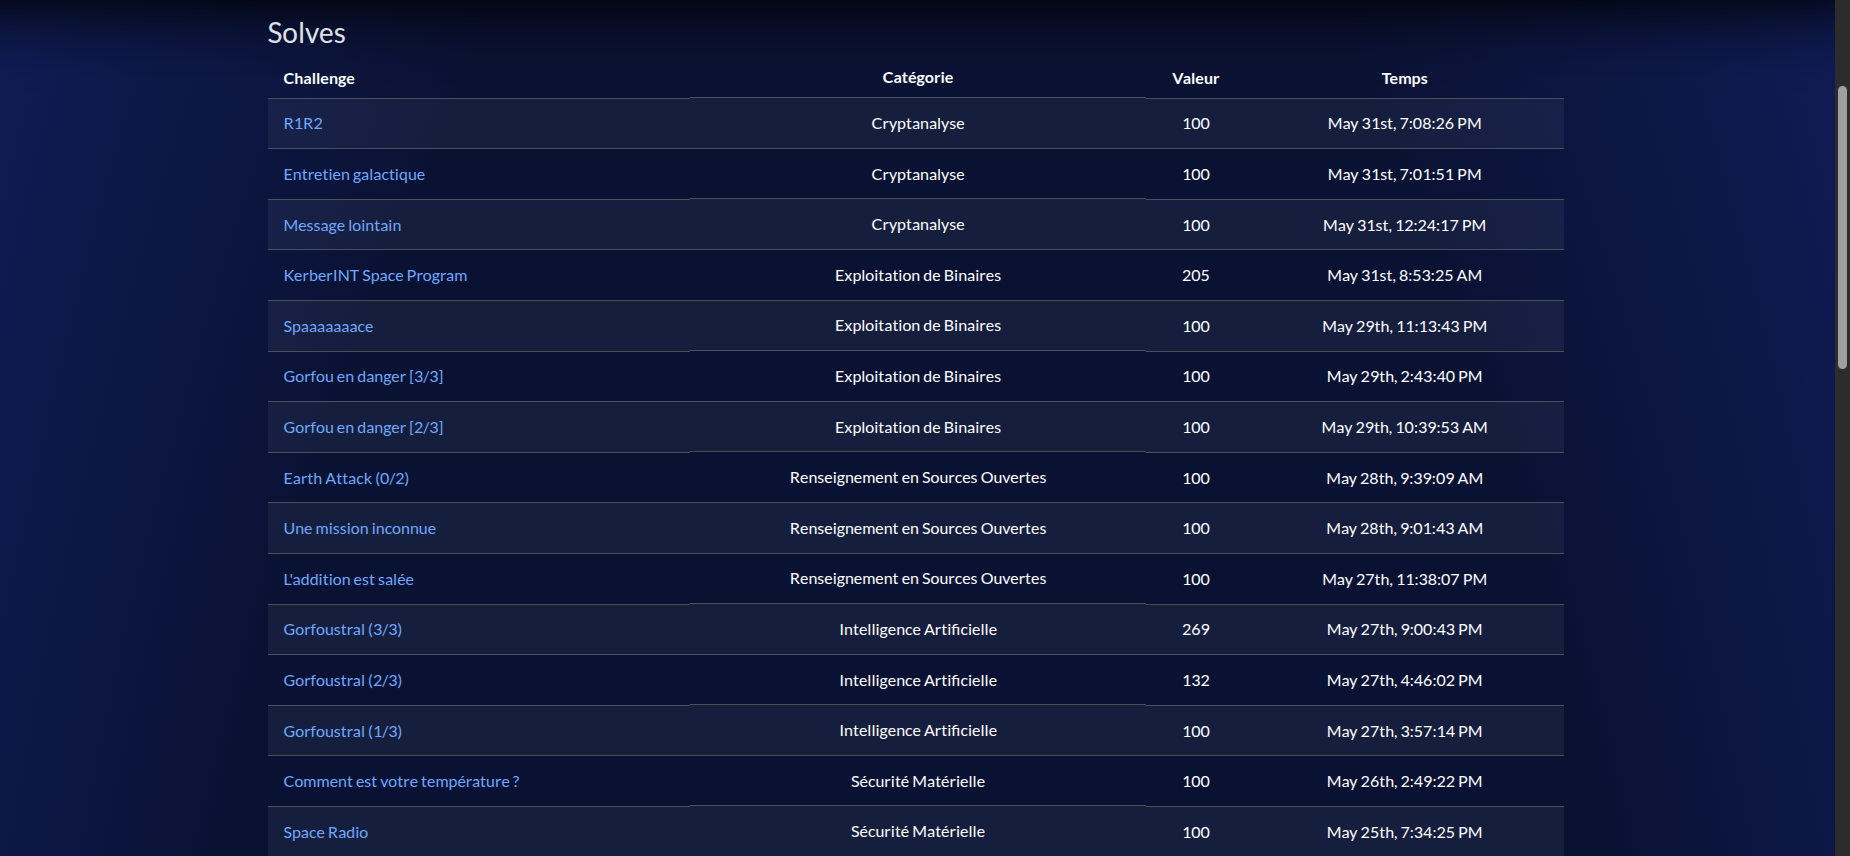 Solves
Challenge Catégorie Valeur Temps
R1R2 Cryptanalyse 100 May 31st, 7:08:26 PM
Entretien galactique Cryptanalyse 100 May 31st, 7:01:51 PM
Message lointain Cryptanalyse 100 May 31st, 12:24:17 PM
KerberINT Space Program Exploitation de Binaires 205 May 31st, 8:53:25 AM
Spaaaaaaace Exploitation de Binaires 100 May 29th, 11:13:43 PM
Gorfou en danger [3/3] Exploitation de Binaires 100 May 29th, 2:43:40 PM
Gorfou en danger [2/3] Exploitation de Binaires 100 May 29th, 10:39:53 AM
Earth Attack (0/2) Renseignement en Sources Ouvertes 100 May 28th, 9:39:09 AM
Une mission inconnue Renseignement en Sources Ouvertes 100 May 28th, 9:01:43 AM
L'addition est salée Renseignement en Sources Ouvertes 100 May 27th, 11:38:07 PM
Gorfoustral (3/3) Intelligence Artificielle 269 May 27th, 9:00:43 PM
Gorfoustral (2/3) Intelligence Artificielle 132 May 27th, 4:46:02 PM
Gorfoustral (1/3) Intelligence Artificielle 100 May 27th, 3:57:14 PM
Comment est votre température ? Sécurité Matérielle 100 May 26th, 2:49:22 PM
Space Radio Sécurité Matérielle 100 May 25th, 7:34:25 PM